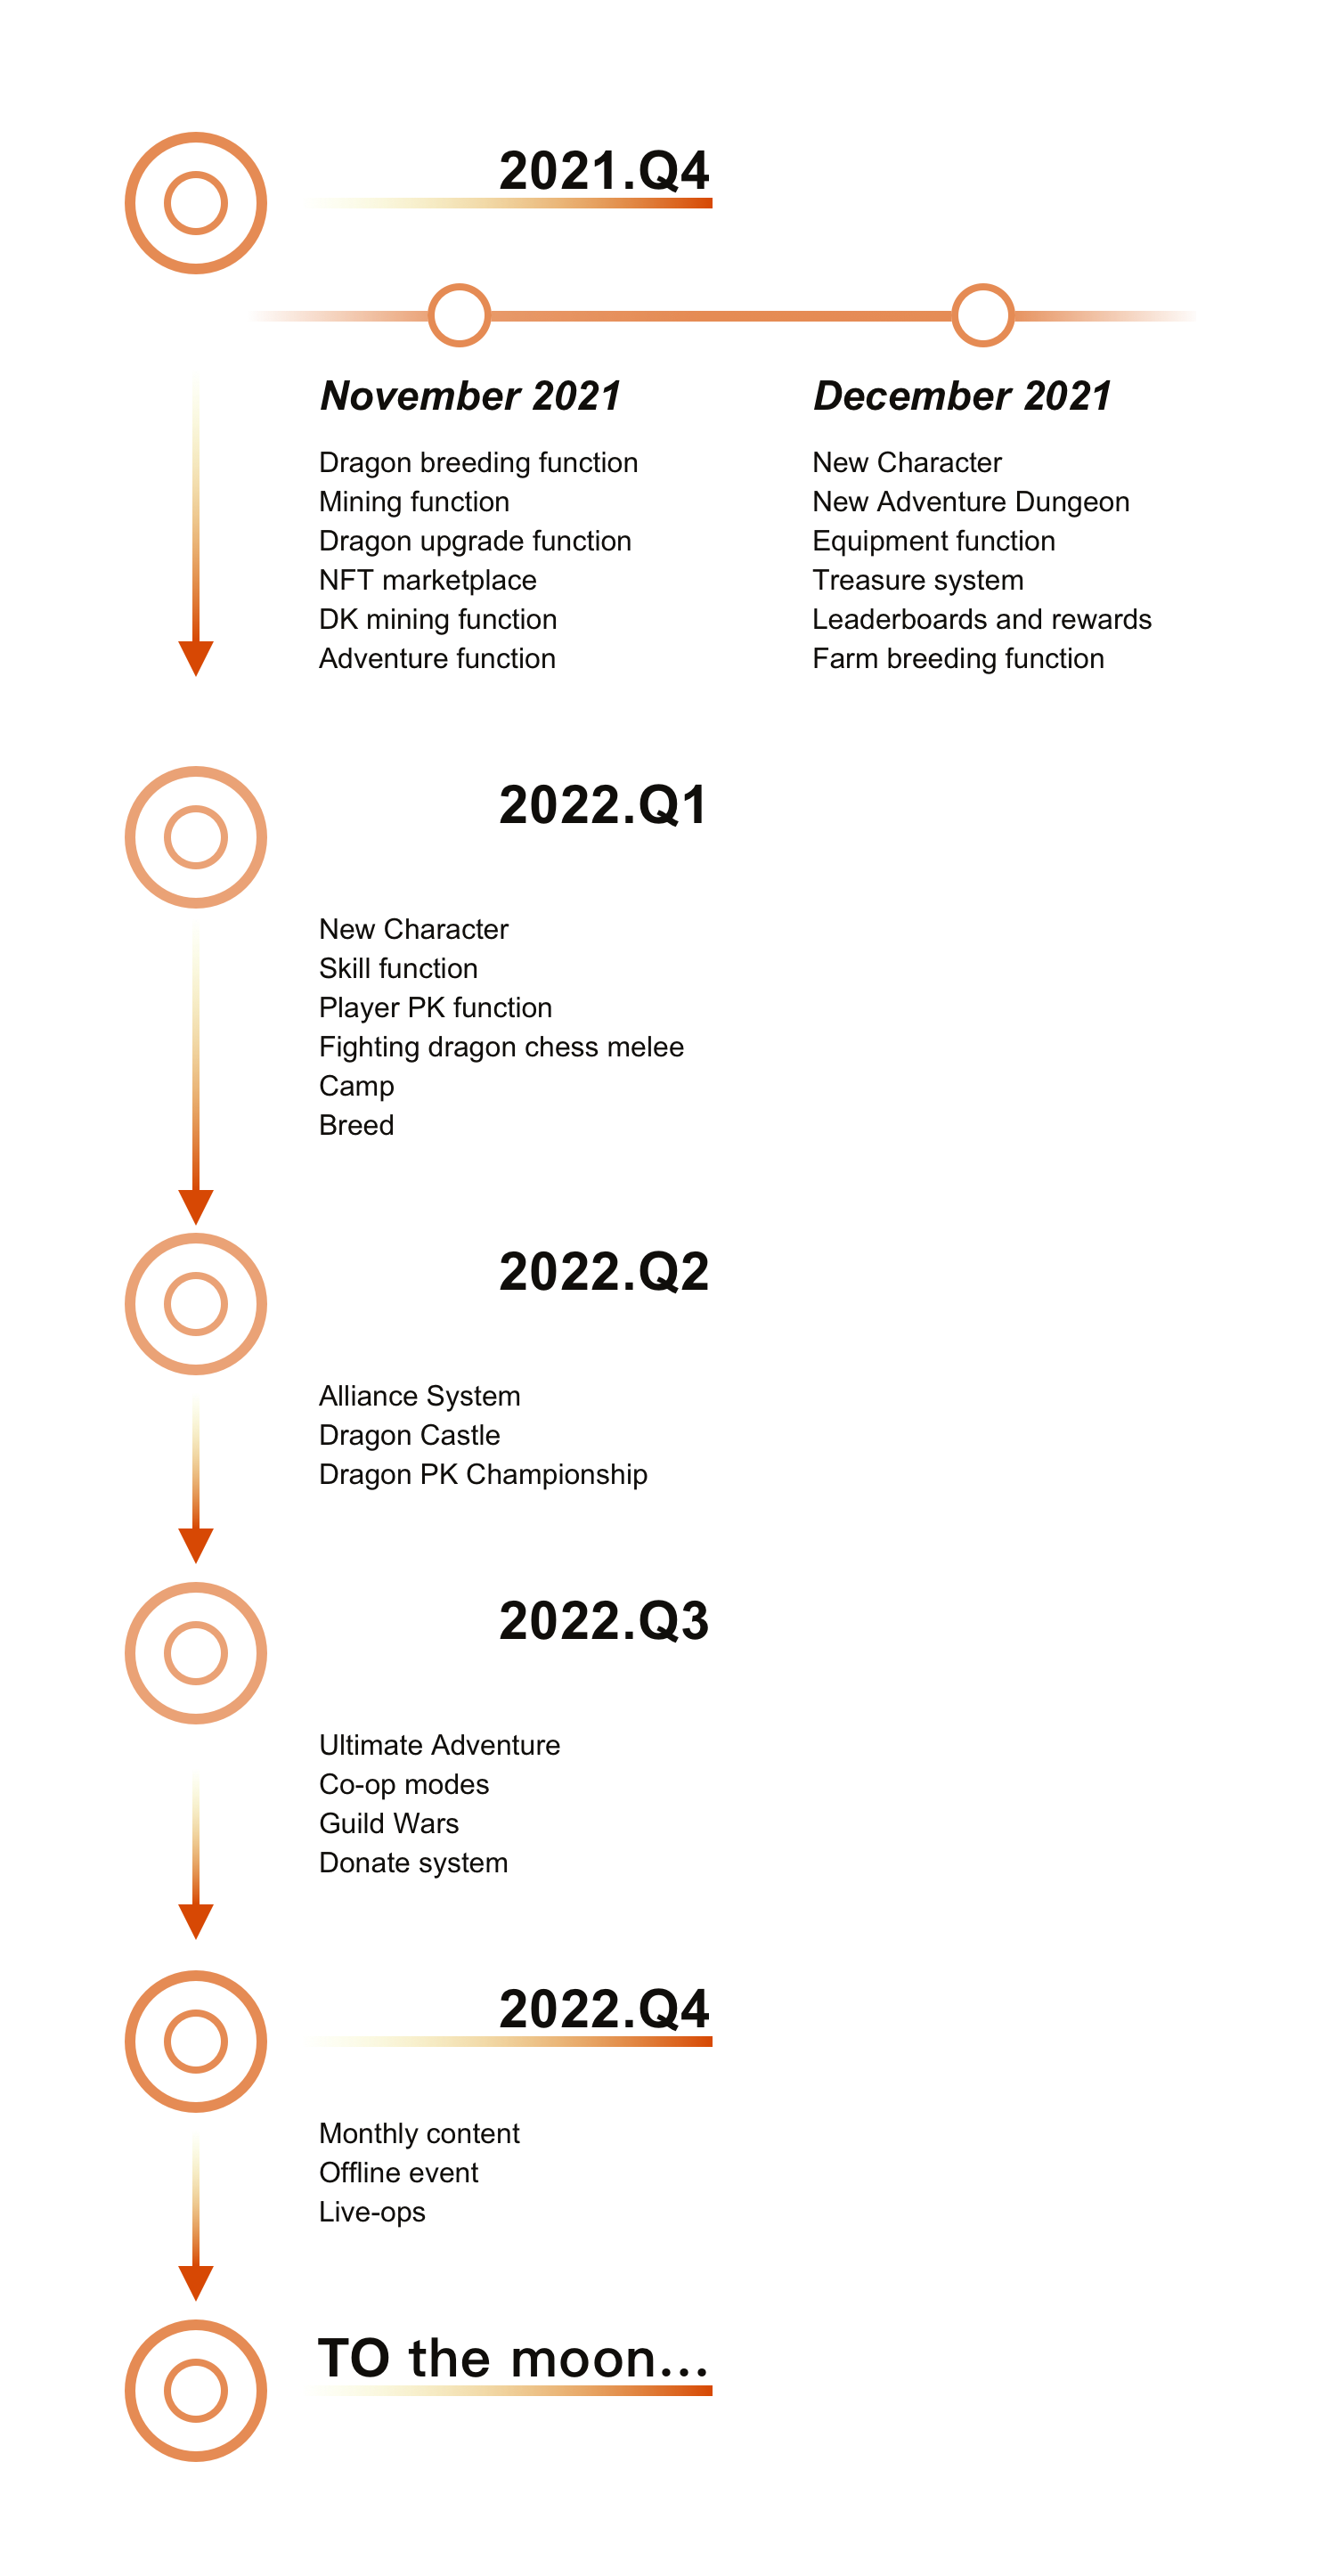 2021.Q4
November 2021
Dragon breeding function
Mining function
Dragon upgrade function
NFT marketplace
DK mining function
Adventure function
December 2021
New Character
New Adventure Dungeon
Equipment function
Treasure system
Leaderboards and rewards
Farm breeding function
2022.Q1
New Character
Skill function
Player PK function
Fighting dragon chess melee
Camp
Breed
2022.Q2
Alliance System
Dragon Castle
Dragon PK Championship
2022.Q3
Ultimate Adventure
Co-op modes
Guild Wars
Donate system
2022.Q4
Monthly content
Offline event
Live-ops
TO the moon...